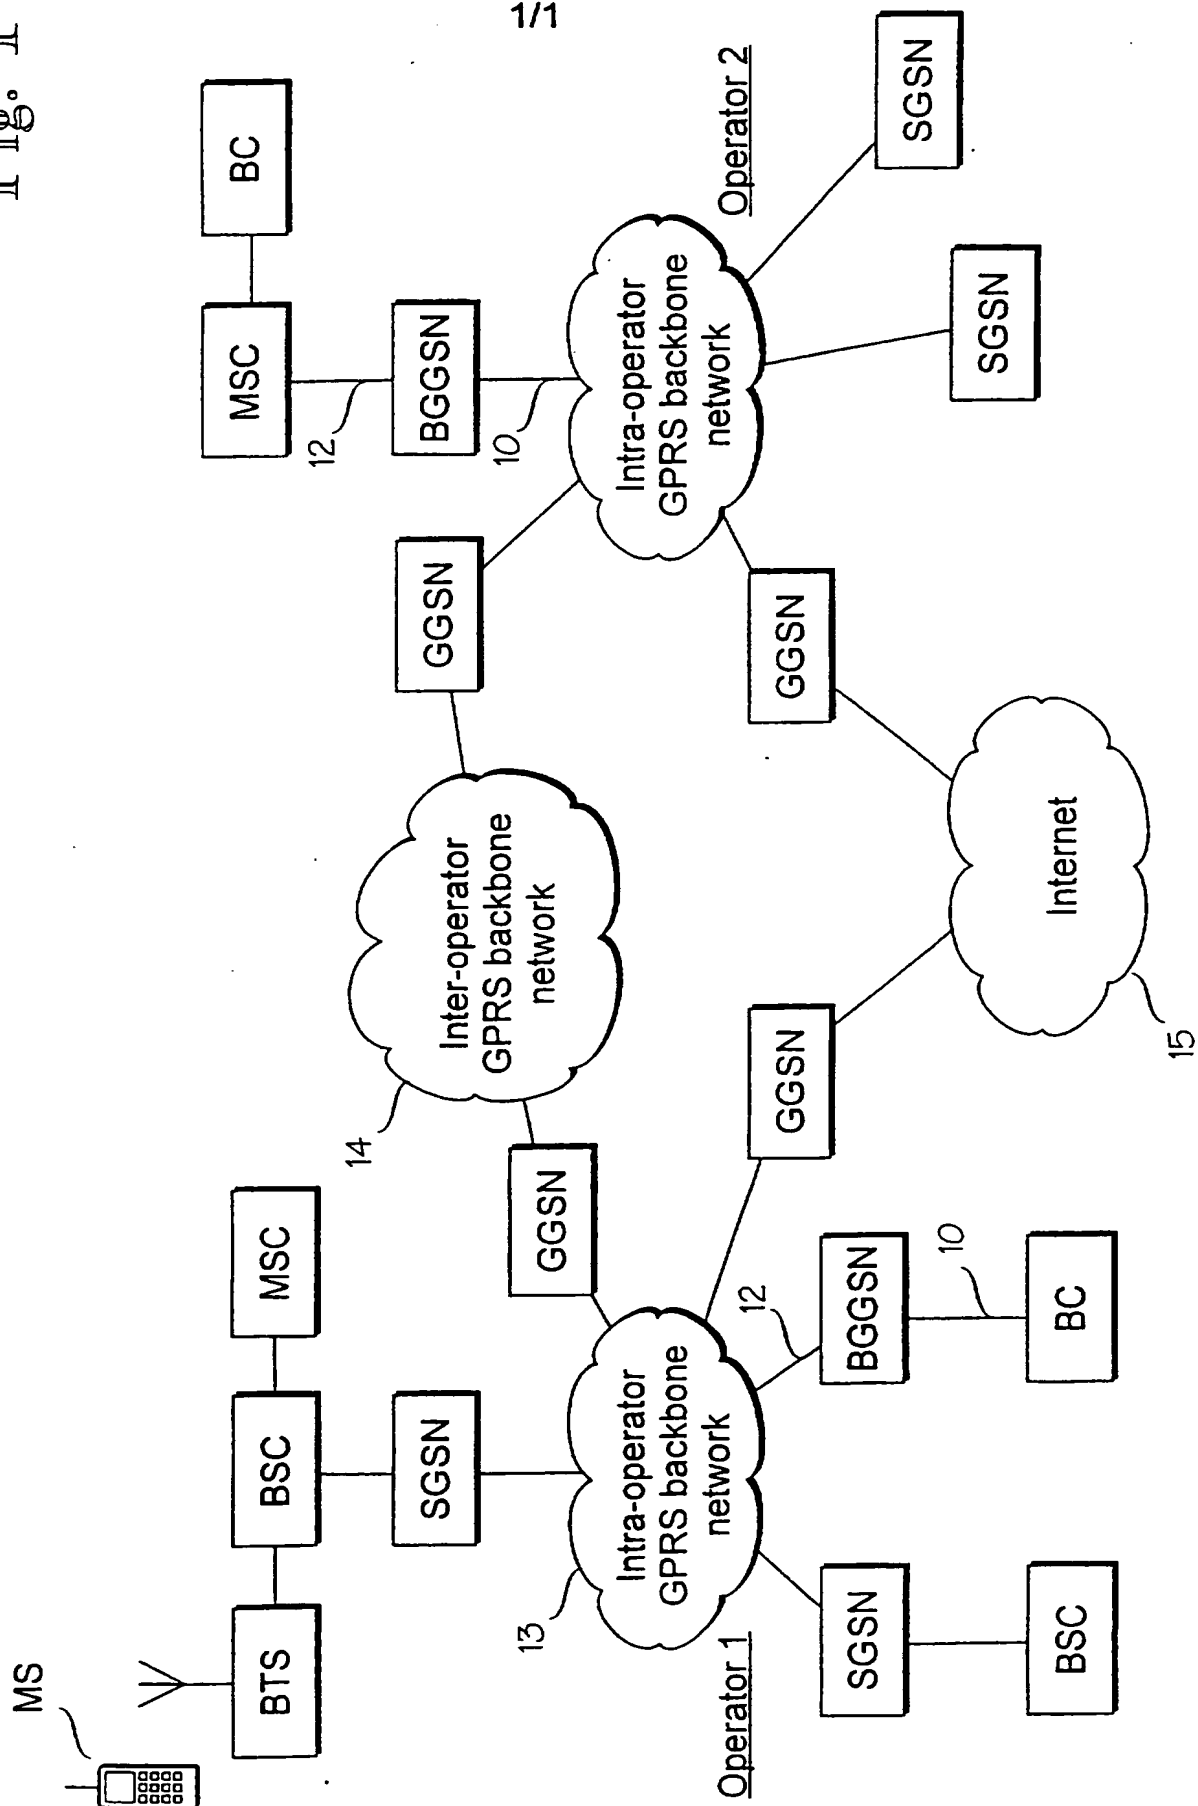 1/1
Fig. 1
MS
BTS
BSC
MSC
SGSN
14
Inter-operator
GPRS backbone
network
GGSN
GGSN
MSC
BC
12
BGGSN
10
13
Intra-operator
GPRS backbone
network
Intra-operator
GPRS backbone
network
Operator 1
Operator 2
SGSN
BSC
12
BGGSN
10
BC
GGSN
GGSN
Internet
15
SGSN
SGSN